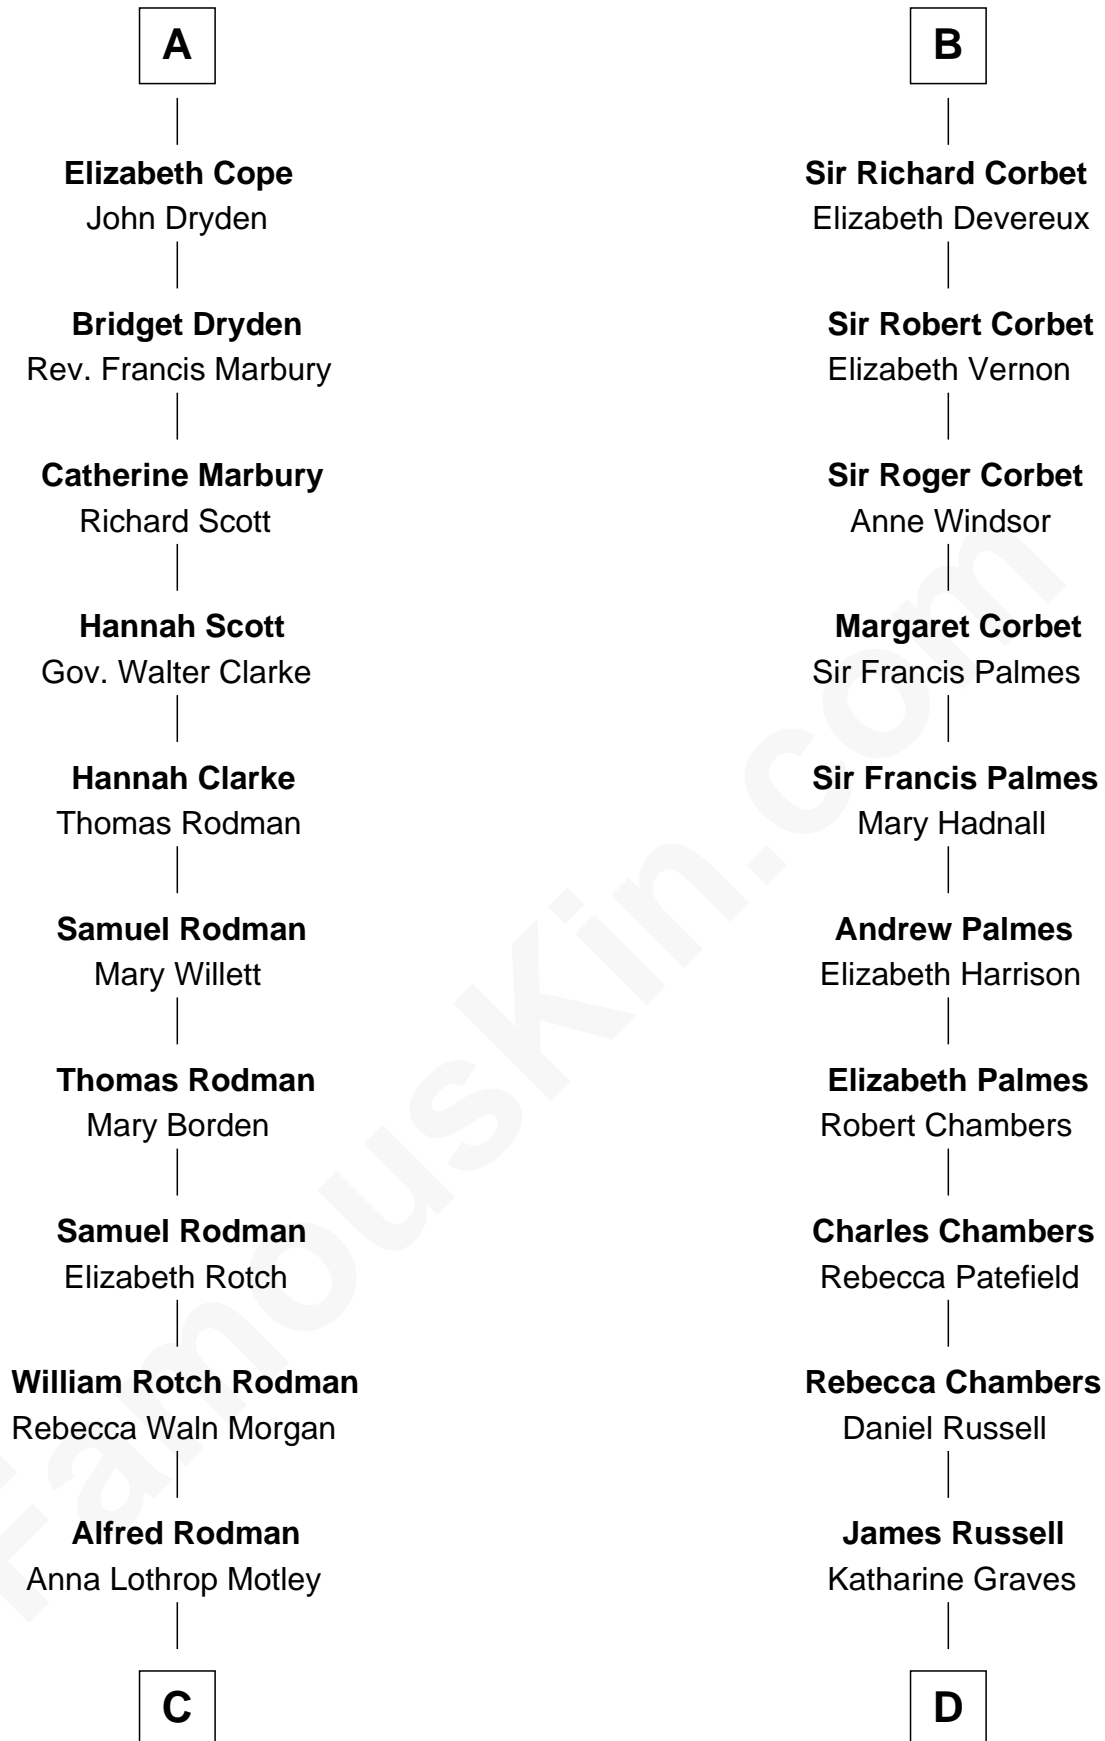 A
Elizabeth Cope
John Dryden
Bridget Dryden
Rev. Francis Marbury
Catherine Marbury
Richard Scott
Hannah Scott
Gov. Walter Clarke
Hannah Clarke
Thomas Rodman
Samuel Rodman
Mary Willett
Thomas Rodman
Mary Borden
Samuel Rodman
Elizabeth Rotch
William Rotch Rodman
Rebecca Waln Morgan
Alfred Rodman
Anna Lothrop Motley
C
B
Sir Richard Corbet
Elizabeth Devereux
Sir Robert Corbet
Elizabeth Vernon
Sir Roger Corbet
Anne Windsor
Margaret Corbet
Sir Francis Palmes
Sir Francis Palmes
Mary Hadnall
Andrew Palmes
Elizabeth Harrison
Elizabeth Palmes
Robert Chambers
Charles Chambers
Rebecca Patefield
Rebecca Chambers
Daniel Russell
James Russell
Katharine Graves
D
FamousKin.com